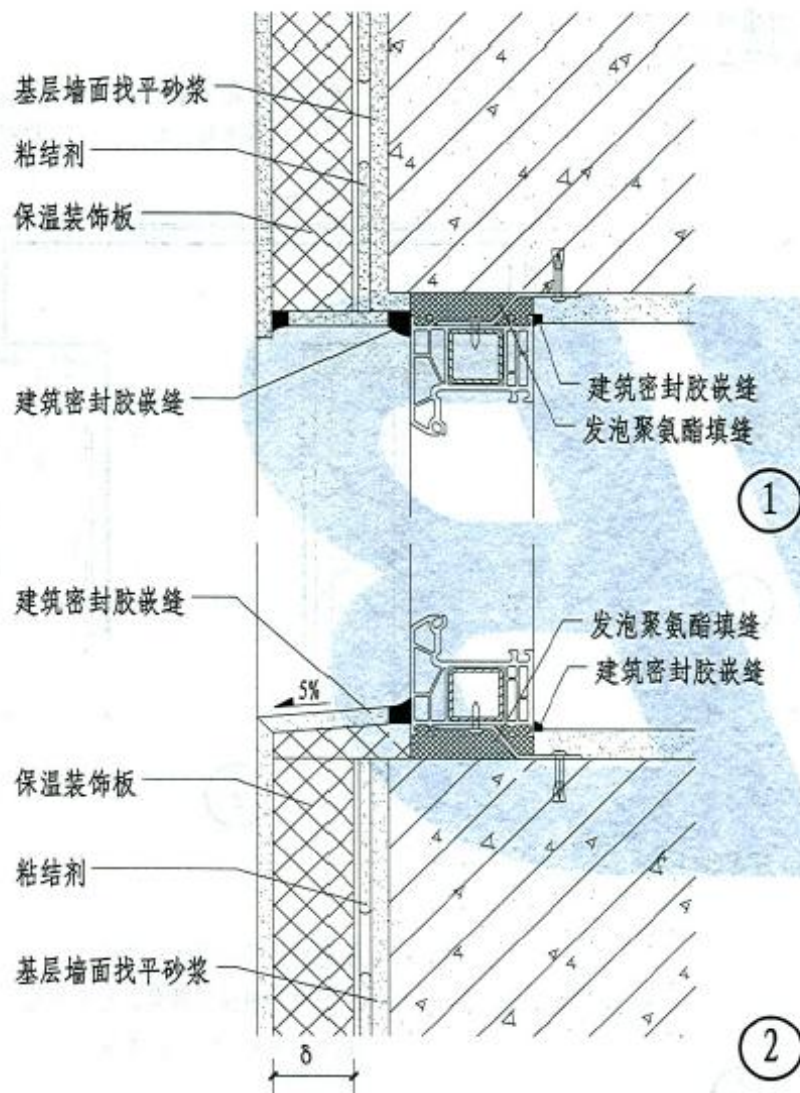 基层墙面找平砂浆
粘结剂
保温装饰板
建筑密封胶嵌缝
建筑密封胶嵌缝
发泡聚氨酯填缝
1
建筑密封胶嵌缝
发泡聚氨酯填缝
建筑密封胶嵌缝
5%
保温装饰板
粘结剂
基层墙面找平砂浆
δ
2